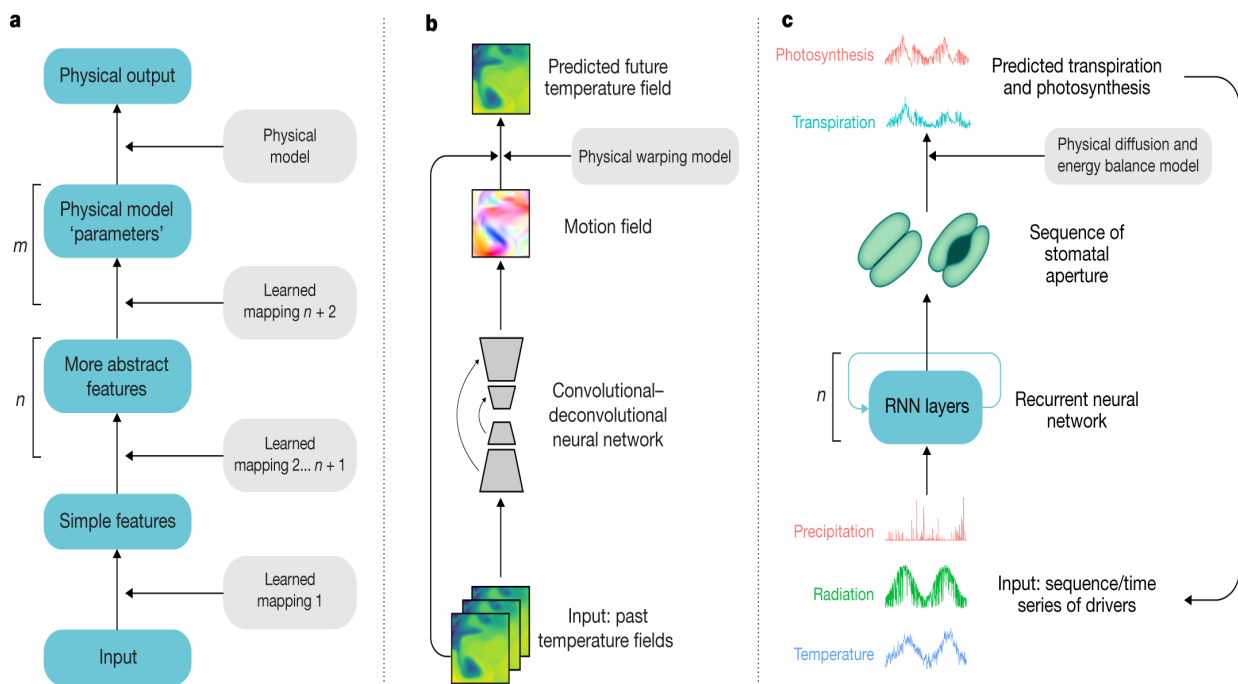 a
Physical output
Physical
model
Physical model
‘parameters’
m
Learned
mapping n + 2
More abstract
features
n
Learned
mapping 2... n + 1
Simple features
Learned
mapping 1
Input
b
Predicted future
temperature field
Physical warping model
Motion field
Convolutional–
deconvolutional
neural network
Input: past
temperature fields
c
Photosynthesis
Predicted transpiration
and photosynthesis
Transpiration
Physical diffusion and
energy balance model
Sequence of
stomatal
aperture
n
RNN layers
Recurrent neural
network
Precipitation
Radiation
Input: sequence/time
series of drivers
Temperature